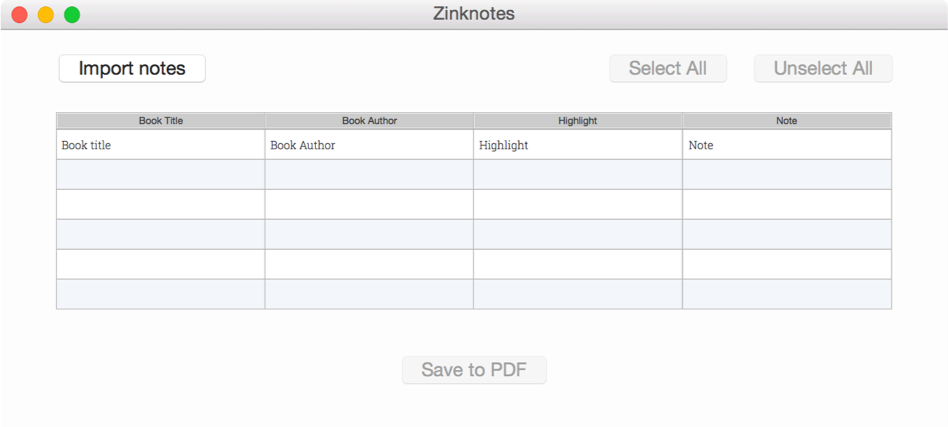 Zinknotes
Import notes Select All Unselect All
Book Title Book Author Highlight Note
Book title Book Author Highlight Note
Save to PDF